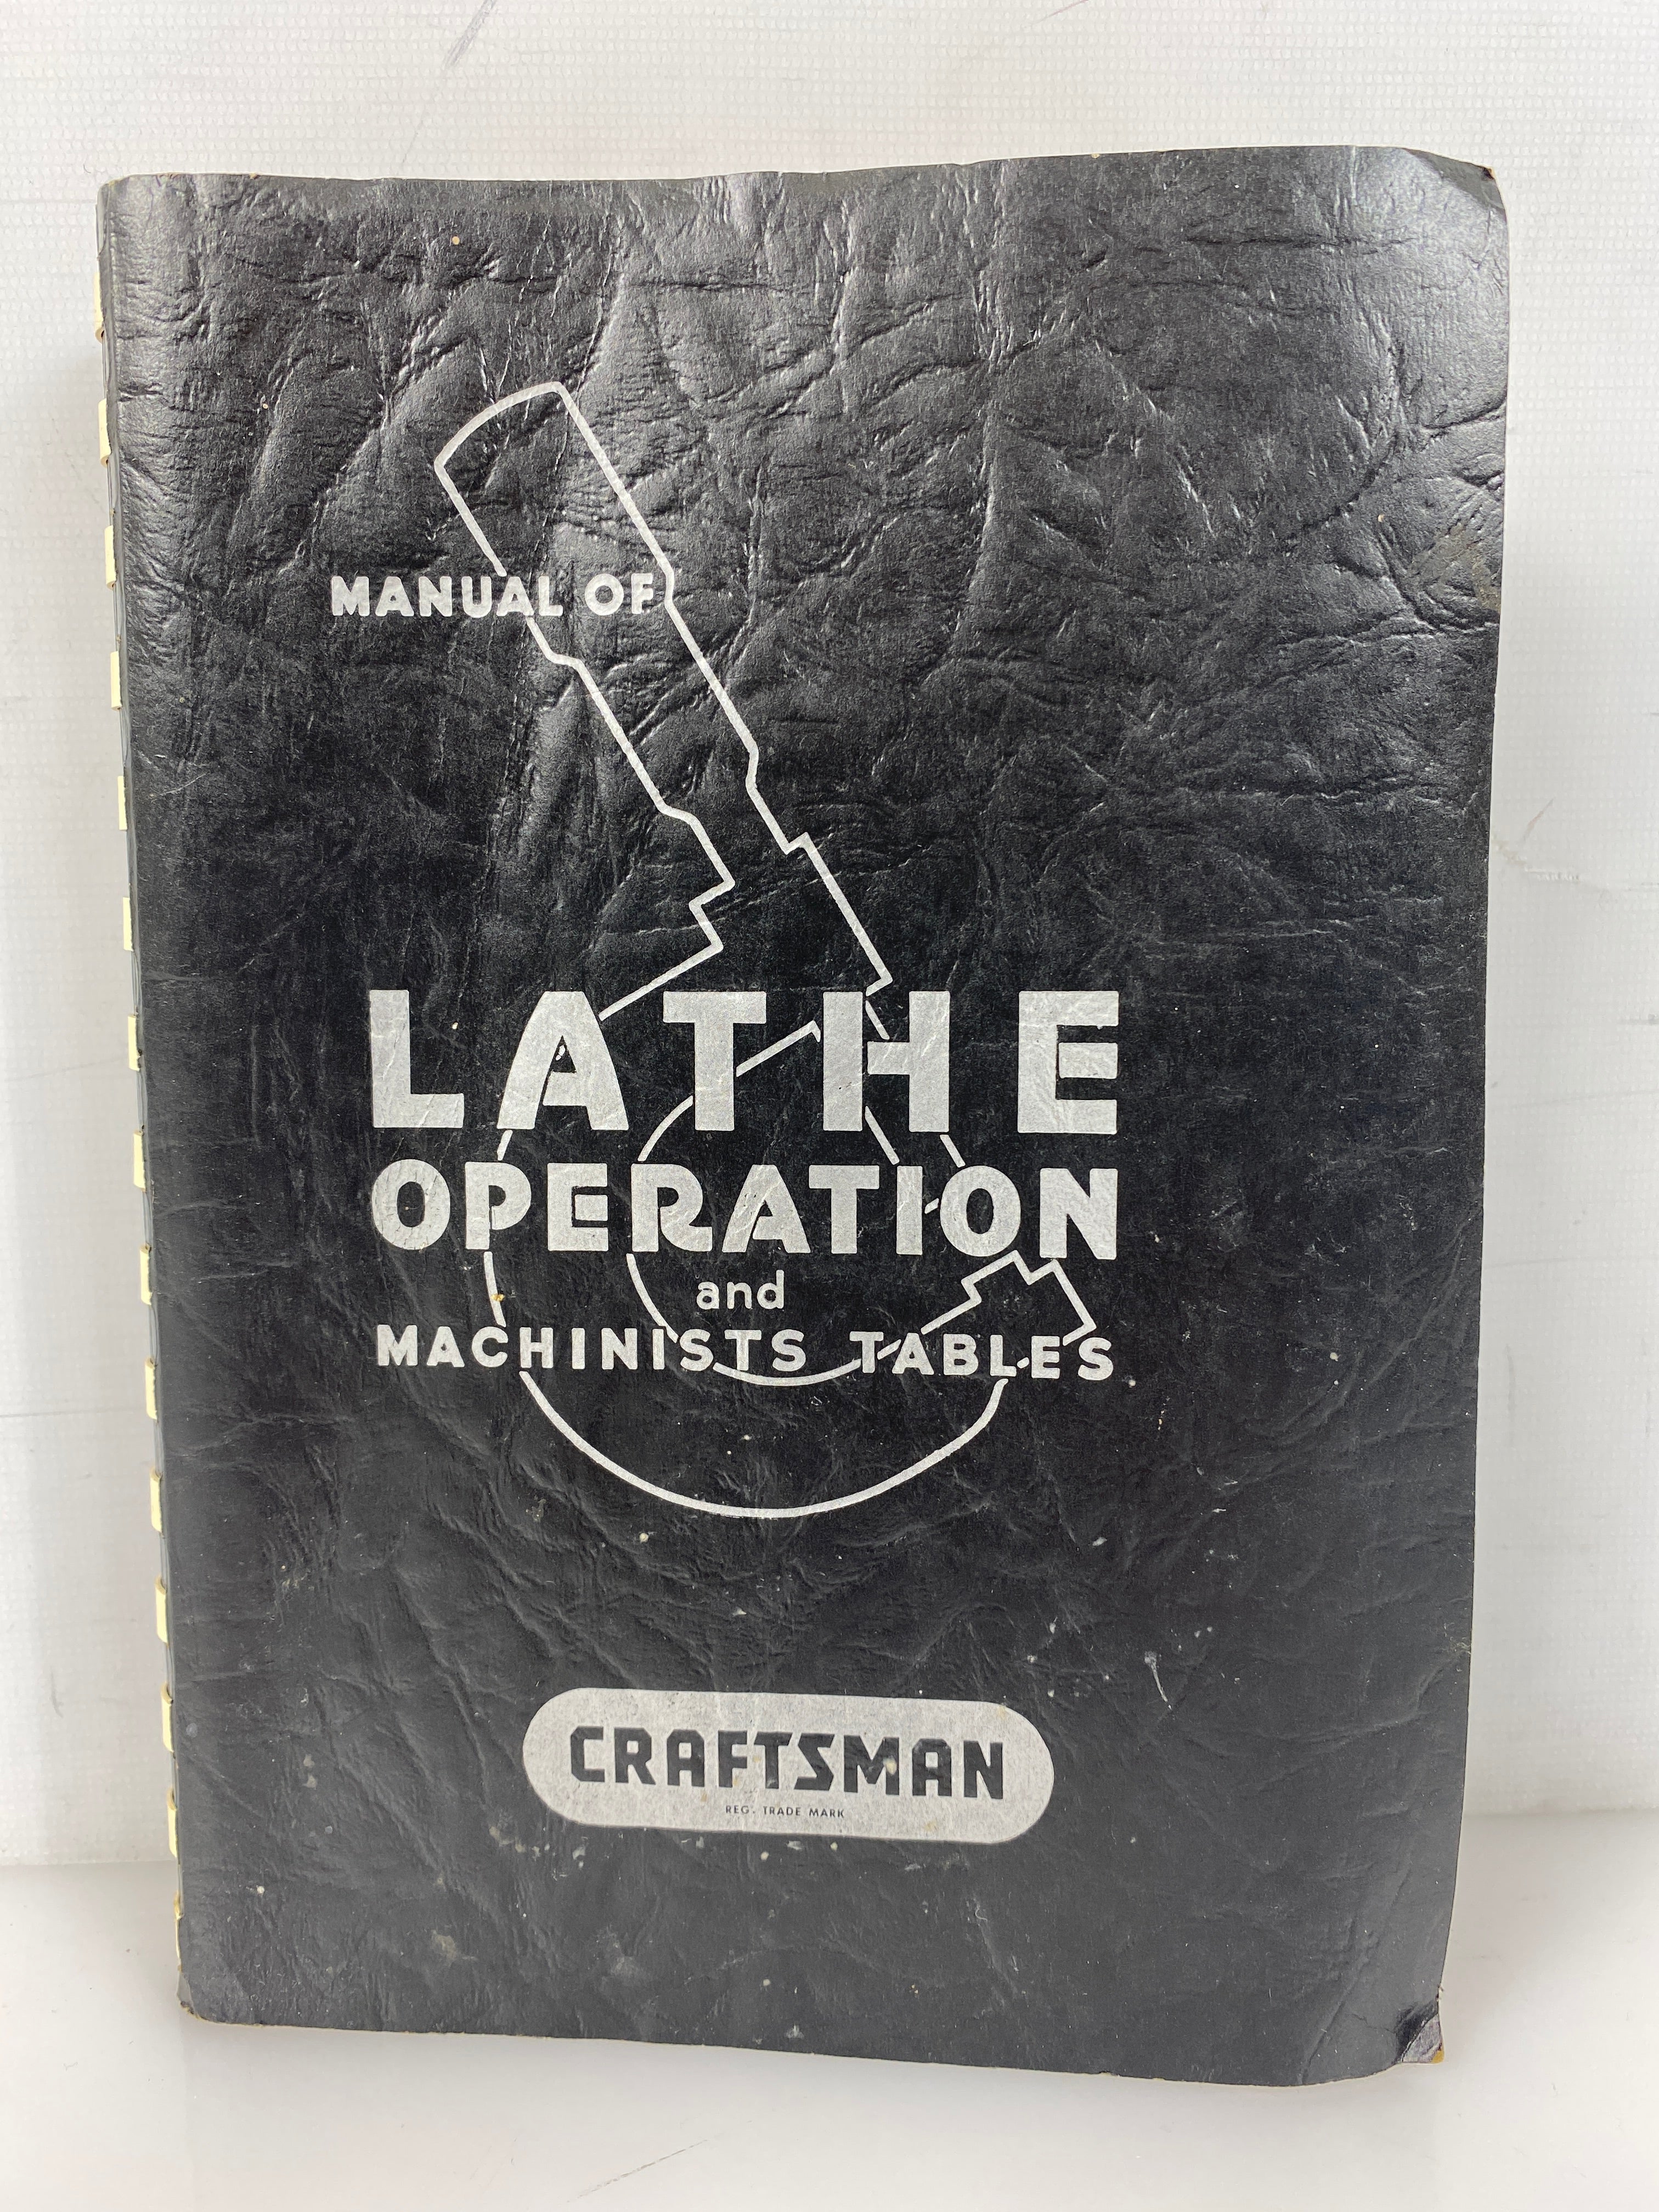 MANUAL OF
LATHE
OPERATION
and
MACHINISTS TABLES
CRAFTSMAN
REG. TRADE MARK